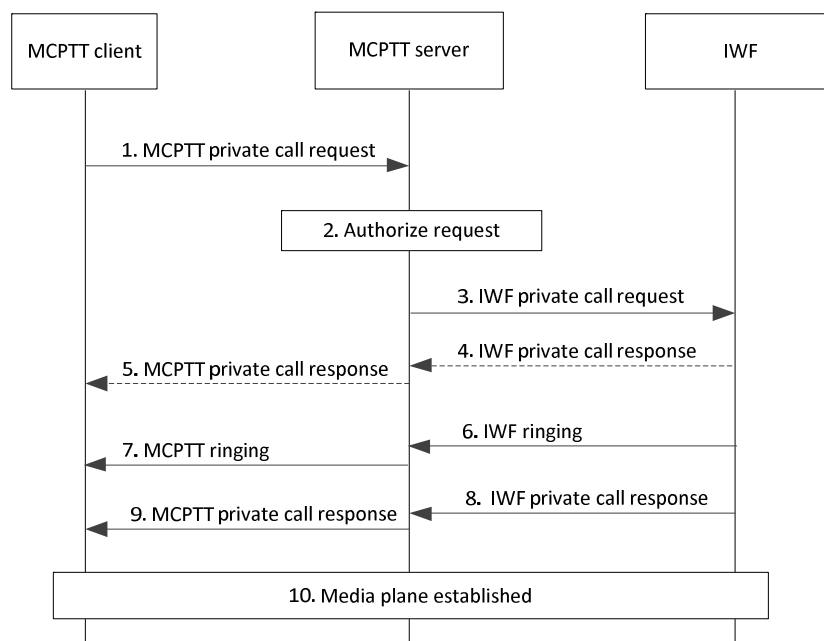 MCPTT client
MCPTT server
IWF
1. MCPTT private call request
2. Authorize request
3. IWF private call request
4. IWF private call response
5. MCPTT private call response
6. IWF ringing
7. MCPTT ringing
8. IWF private call response
9. MCPTT private call response
10. Media plane established